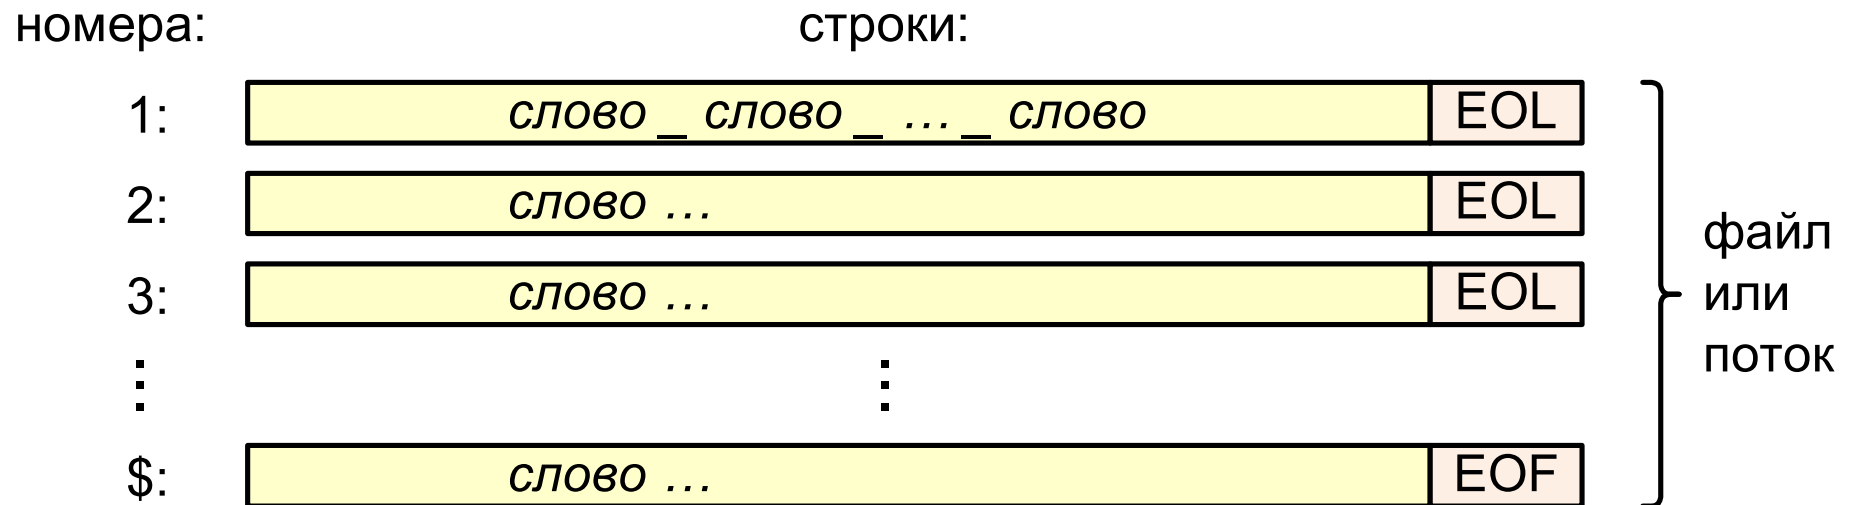 номера: строки:
1: слово _ слово _ … _ слово EOL
2: слово … EOL
3: слово … EOL
⋮ ⋮
$: слово … EOF
файл
или
поток